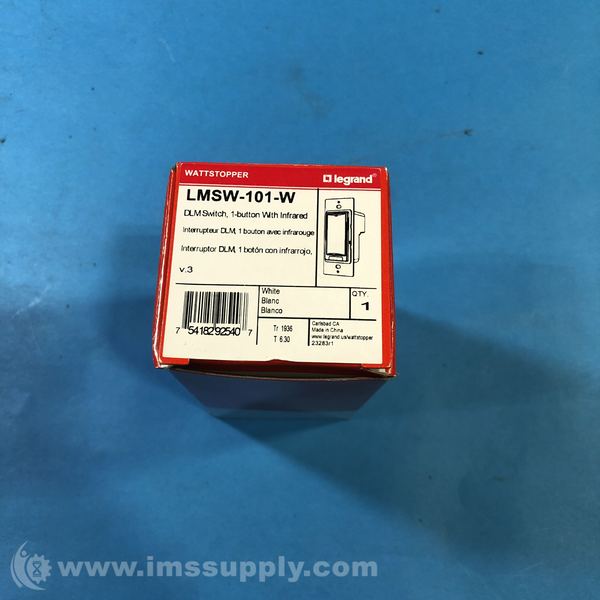 WATTSTOPPER
legrand®
LMSW-101-W
DLM Switch, 1-button With Infrared
Interrupteur DLM, 1 bouton avec infrarouge
Interruptor DLM, 1 botón con infrarrojo,
v.3
White
Blanc
Blanco
QTY.
1
7 54182 92540 7
Tr 1936
T 6.30
Carlsbad CA
Made in China
www.legrand.us/wattstopper
23283r1
www.imssupply.com